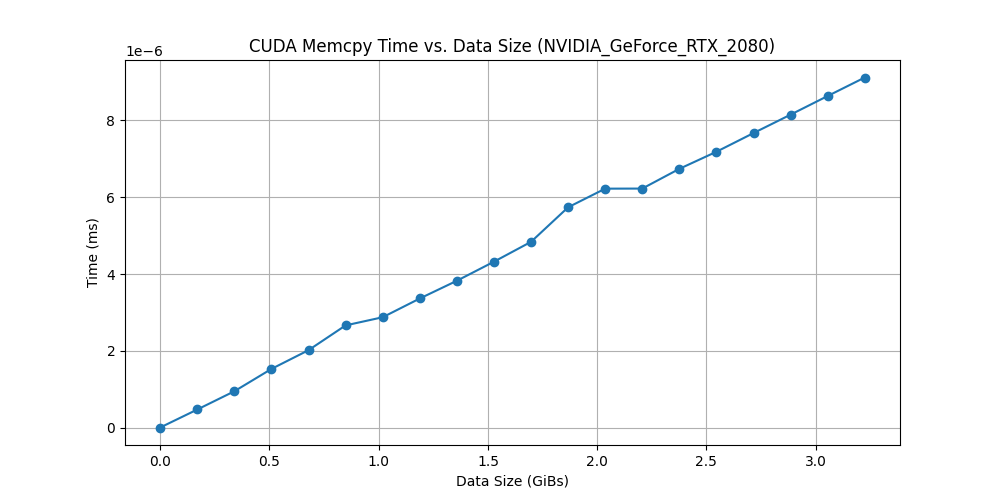 CUDA Memcpy Time vs. Data Size (NVIDIA_GeForce_RTX_2080)
1e−6
8
6
4
2
0
Time (ms)
0.0 0.5 1.0 1.5 2.0 2.5 3.0
Data Size (GiBs)